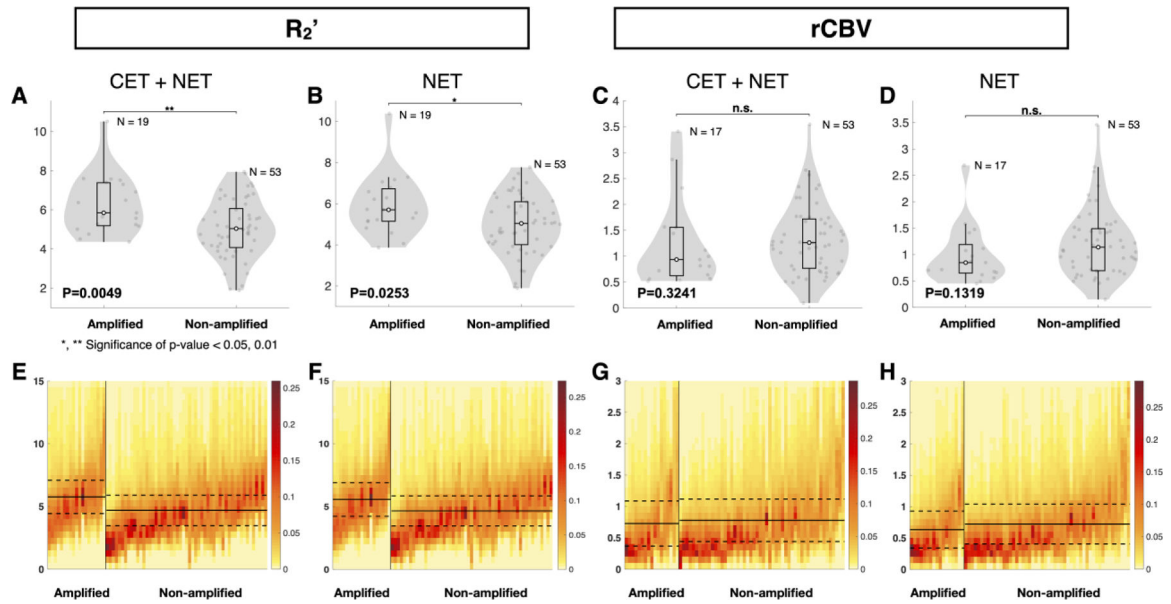 R₂’
rCBV
CET + NET
NET
CET + NET
NET
A
B
C
D
**
*
n.s.
n.s.
N = 19
N = 53
N = 19
N = 53
N = 17
N = 53
N = 17
N = 53
10
8
6
4
2
10
8
6
4
2
4
3.5
3
2.5
2
1.5
1
0.5
0
3.5
3
2.5
2
1.5
1
0.5
0
P=0.0049
P=0.0253
P=0.3241
P=0.1319
Amplified Non-amplified
Amplified Non-amplified
Amplified Non-amplified
Amplified Non-amplified
*, ** Significance of p-value < 0.05, 0.01
E
F
G
H
15
10
5
0
0.25
0.2
0.15
0.1
0.05
0
15
10
5
0
0.25
0.2
0.15
0.1
0.05
0
3
2.5
2
1.5
1
0.5
0
0.25
0.2
0.15
0.1
0.05
0
3
2.5
2
1.5
1
0.5
0
0.25
0.2
0.15
0.1
0.05
0
Amplified Non-amplified
Amplified Non-amplified
Amplified Non-amplified
Amplified Non-amplified